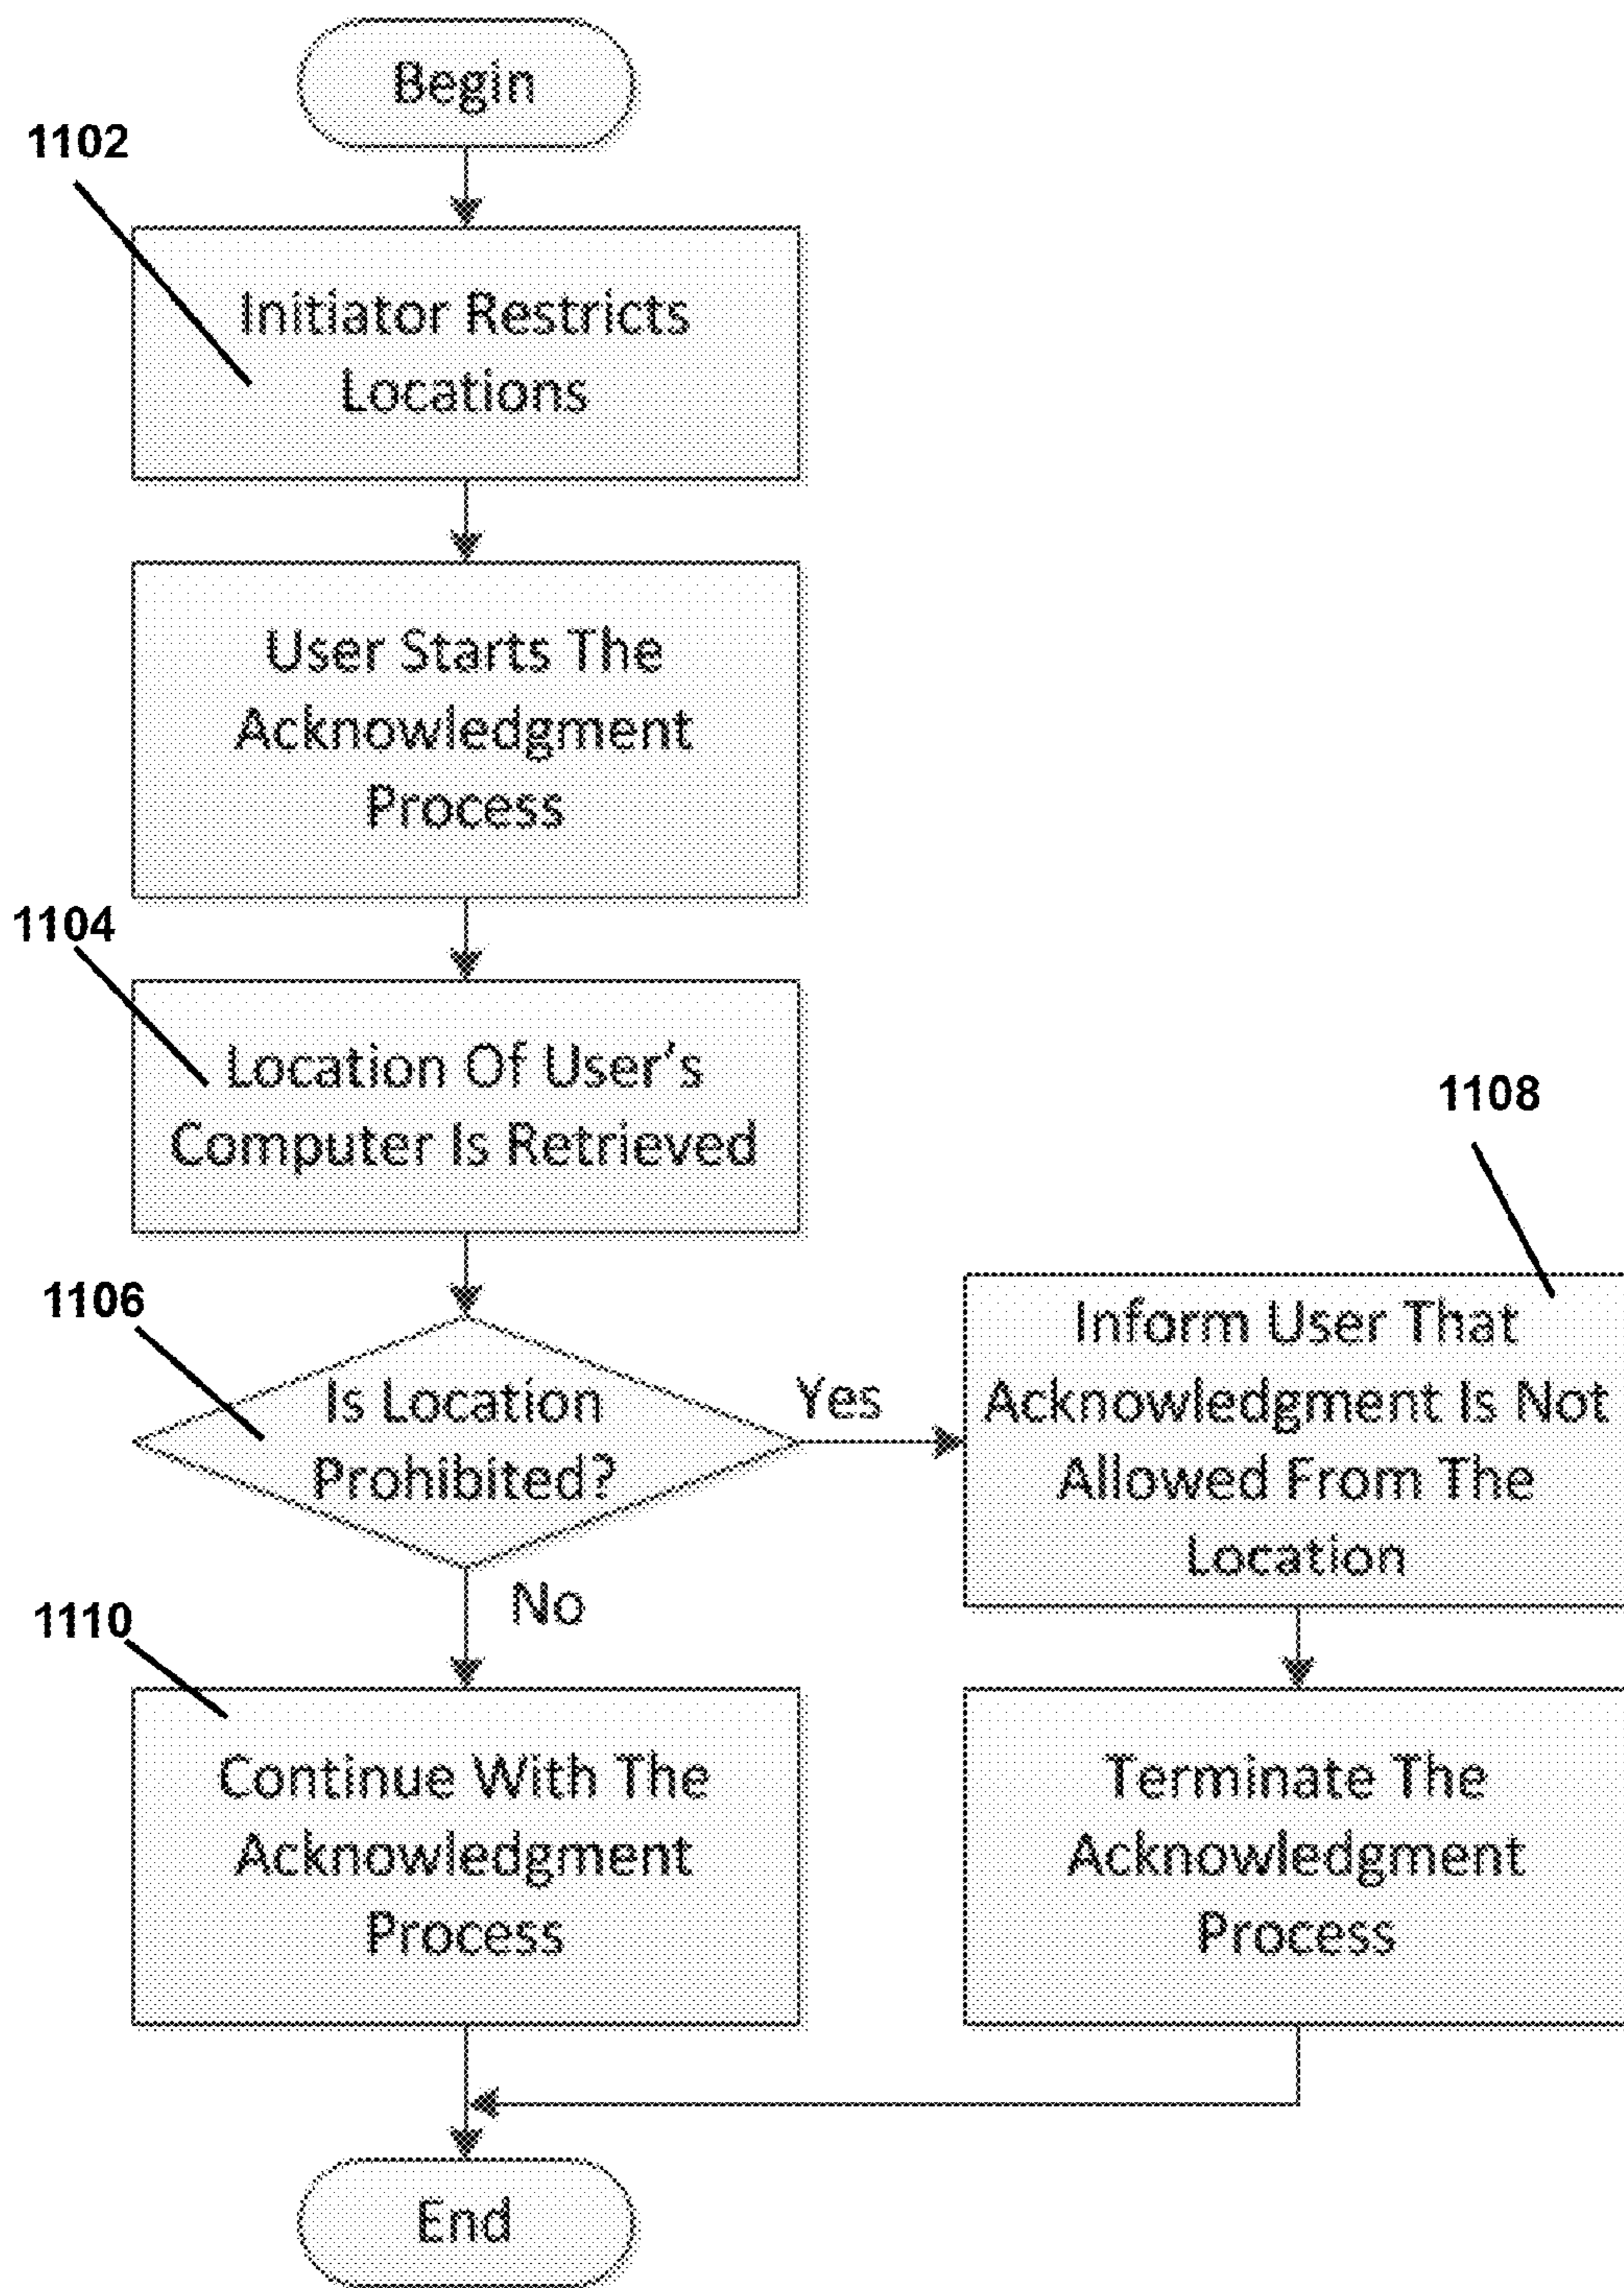 Begin
1102
Initiator Restricts
Locations
User Starts The
Acknowledgment
Process
1104
Location Of User's
Computer Is Retrieved
1106
Is Location
Prohibited?
Yes
1108
Inform User That
Acknowledgment Is Not
Allowed From The
Location
No
1110
Continue With The
Acknowledgment
Process
Terminate The
Acknowledgment
Process
End